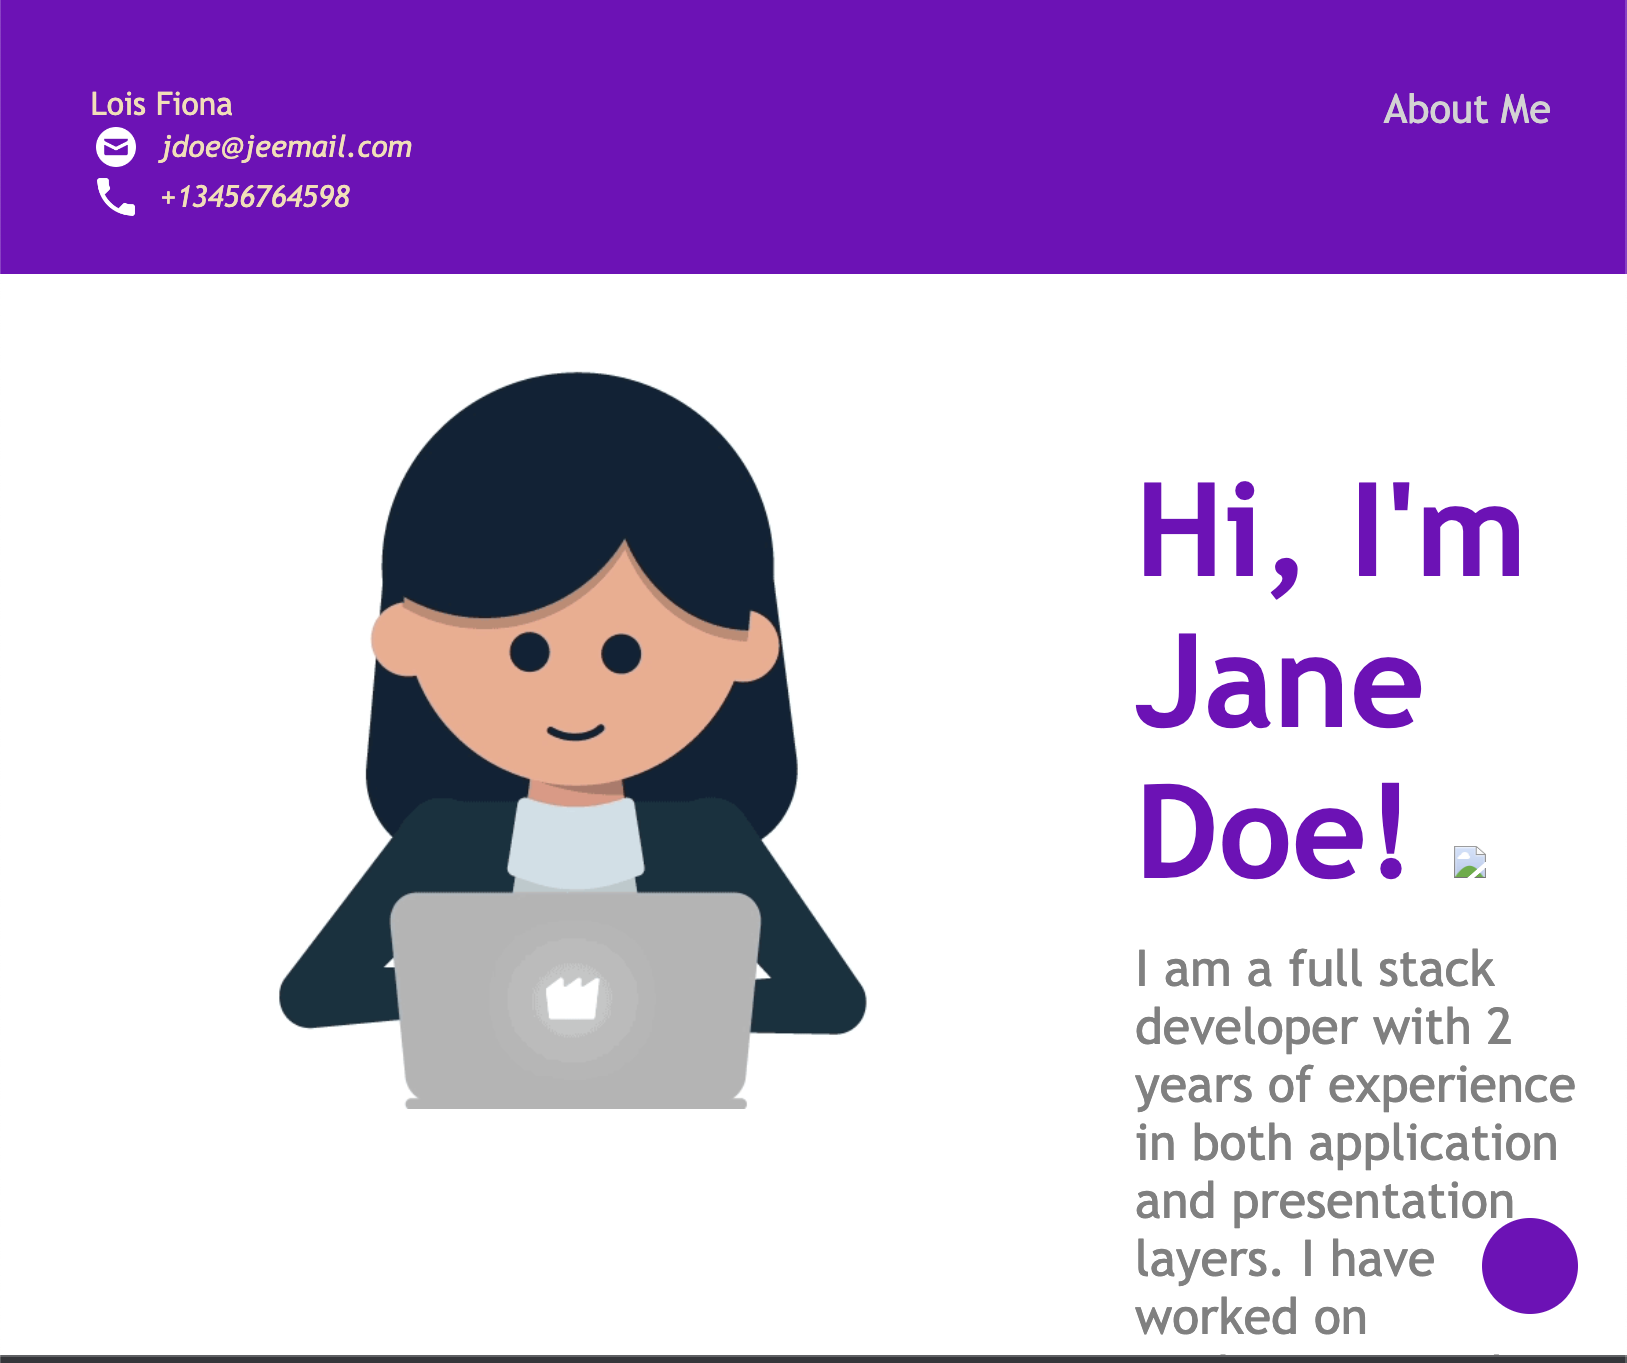 Lois Fiona
jdoe@jeemail.com
+13456764598
About Me
Hi, I'm
Jane
Doe!
I am a full stack
developer with 2
years of experience
in both application
and presentation
layers. I have
worked on